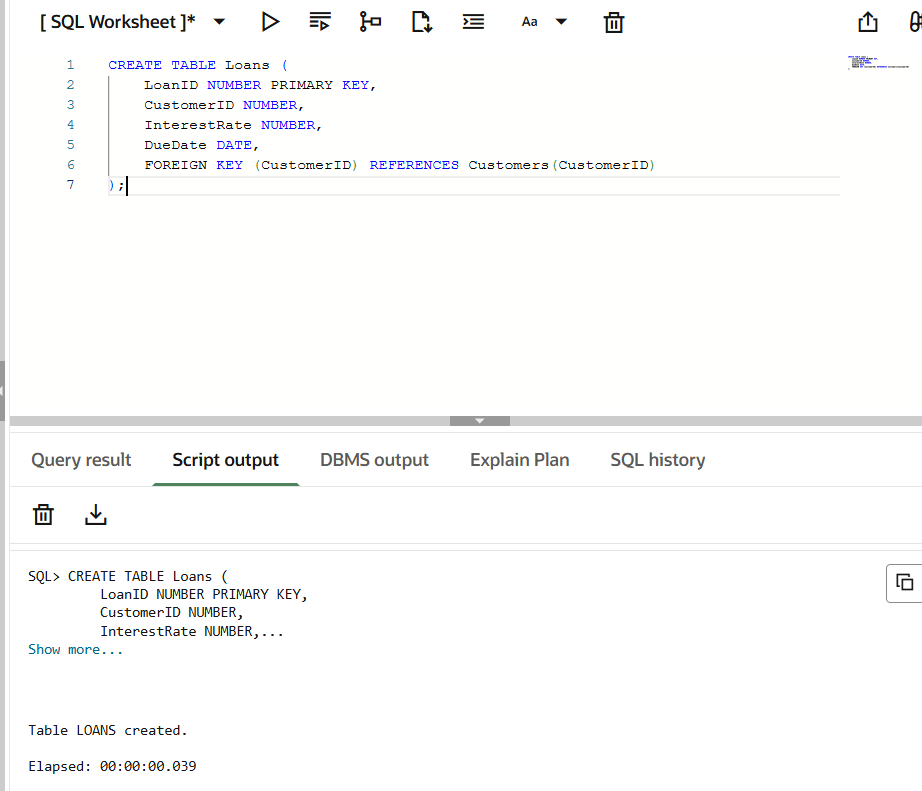 [ SQL Worksheet ]*
Aa
1 CREATE TABLE Loans (
2 LoanID NUMBER PRIMARY KEY,
3 CustomerID NUMBER,
4 InterestRate NUMBER,
5 DueDate DATE,
6 FOREIGN KEY (CustomerID) REFERENCES Customers(CustomerID)
7 );
Query result Script output DBMS output Explain Plan SQL history
SQL> CREATE TABLE Loans (
LoanID NUMBER PRIMARY KEY,
CustomerID NUMBER,
InterestRate NUMBER,...
Show more...
Table LOANS created.
Elapsed: 00:00:00.039